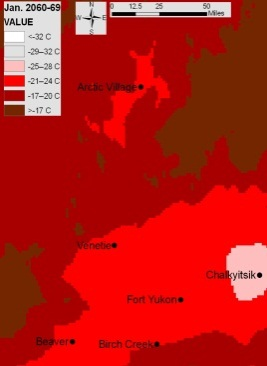 Jan. 2060-69
VALUE
<-32 C
-29–32 C
-25–28 C
-21–24 C
-17–20 C
>-17 C
N
W E
S
0 12.5 25 50
Miles
Arctic Village
Venetie
Chalkyitsik
Fort Yukon
Beaver
Birch Creek